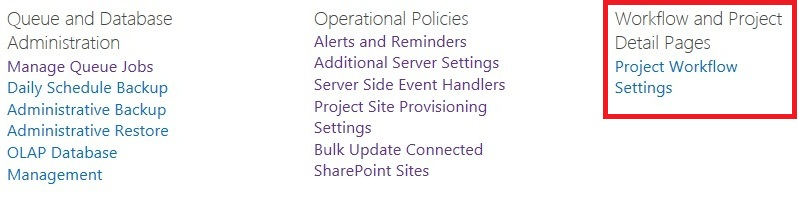 Queue and Database
Administration
Manage Queue Jobs
Daily Schedule Backup
Administrative Backup
Administrative Restore
OLAP Database
Management
Operational Policies
Alerts and Reminders
Additional Server Settings
Server Side Event Handlers
Project Site Provisioning
Settings
Bulk Update Connected
SharePoint Sites
Workflow and Project
Detail Pages
Project Workflow
Settings